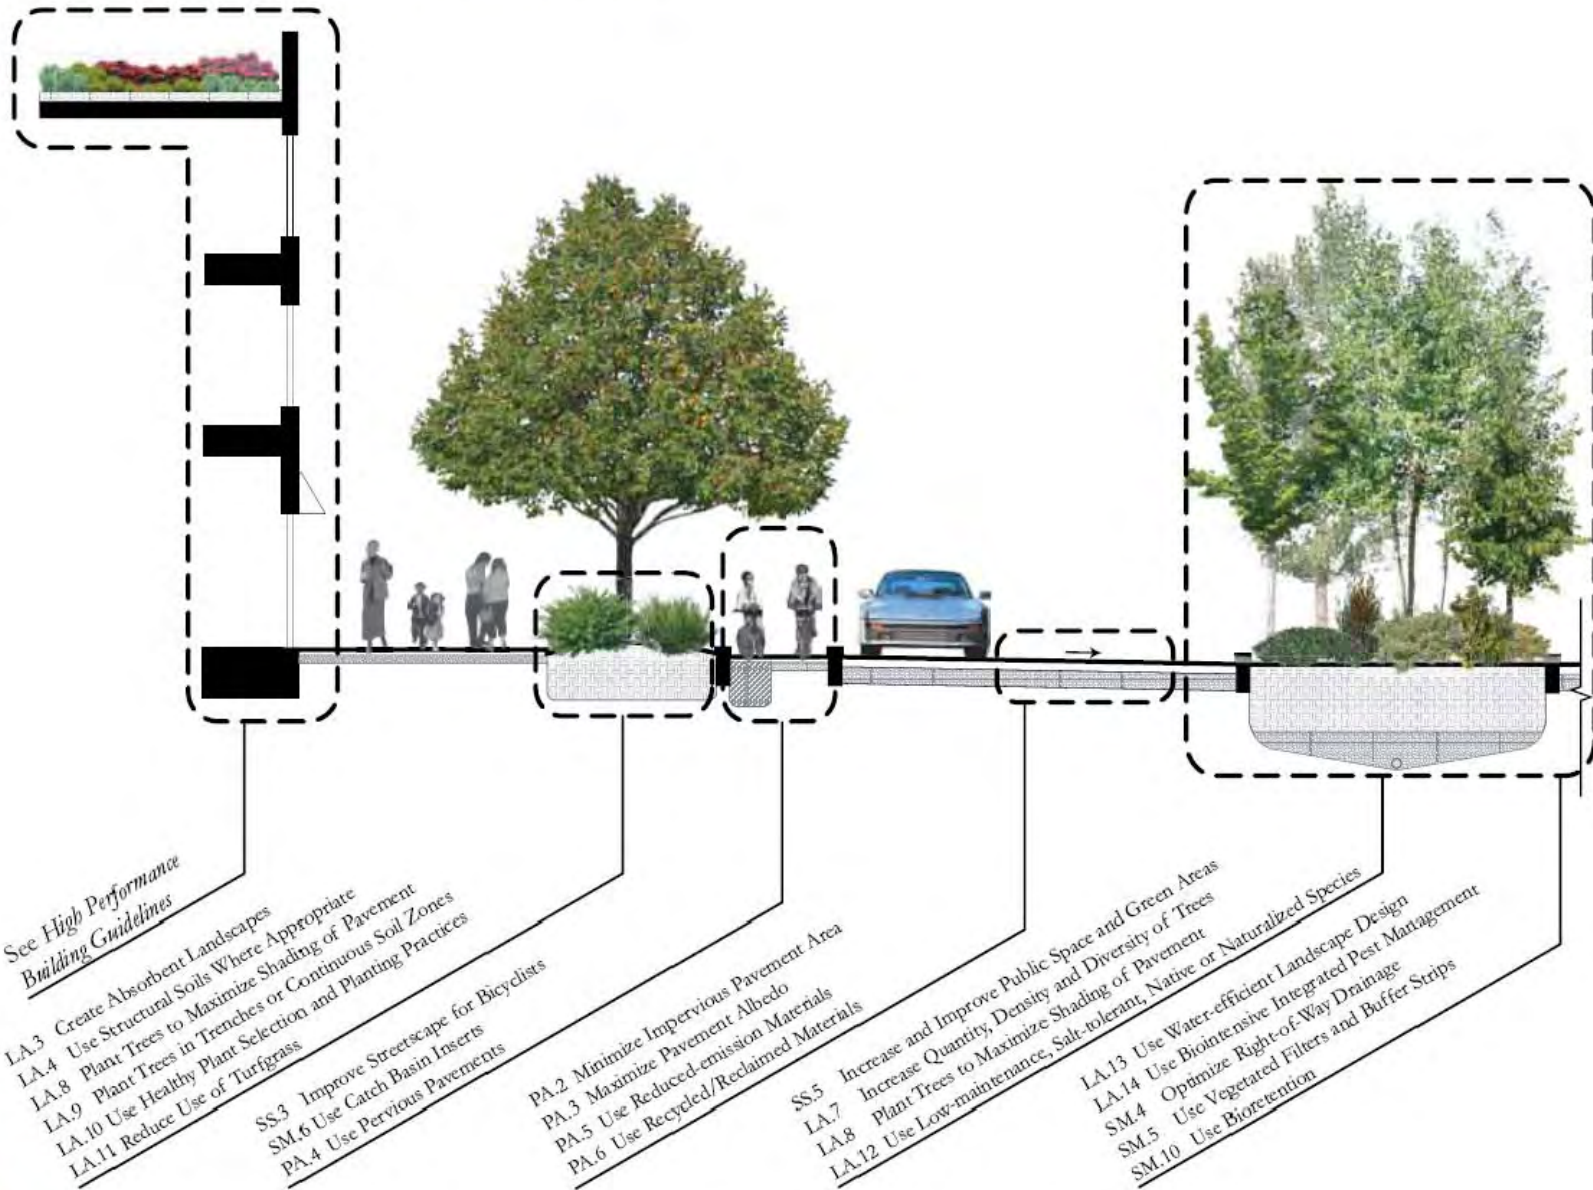 See High Performance
Building Guidelines
LA.3 Create Absorbent Landscapes
LA.4 Use Structural Soils Where Appropriate
LA.8 Plant Trees to Maximize Shading of Pavement
LA.9 Plant Trees in Trenches or Continuous Soil Zones
LA.10 Use Healthy Plant Selection and Planting Practices
LA.11 Reduce Use of Turfgrass
SS.3 Improve Streetscape for Bicyclists
SM.6 Use Catch Basin Inserts
PA.4 Use Pervious Pavements
PA.2 Minimize Impervious Pavement Area
PA.3 Maximize Pavement Albedo
PA.5 Use Reduced-emission Materials
PA.6 Use Recycled/Reclaimed Materials
SS.5 Increase and Improve Public Space and Green Areas
LA.7 Increase Quantity, Density and Diversity of Trees
LA.8 Plant Trees to Maximize Shading of Pavement
LA.12 Use Low-maintenance, Salt-tolerant, Native or Naturalized Species
LA.13 Use Water-efficient Landscape Design
LA.14 Use Biointensive Integrated Pest Management
SM.4 Optimize Right-of-Way Drainage
SM.5 Use Vegetated Filters and Buffer Strips
SM.10 Use Bioretention